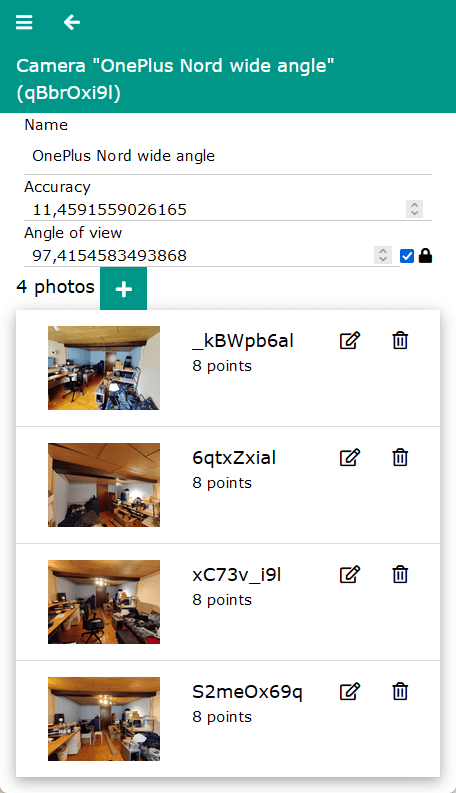 Camera "OnePlus Nord wide angle"
(qBbrOxi9l)
Name
OnePlus Nord wide angle
Accuracy
11,4591559026165
Angle of view
97,4154583493868
4 photos +
_kBWpb6al
8 points
6qtxZxial
8 points
xC73v_i9l
8 points
S2meOx69q
8 points